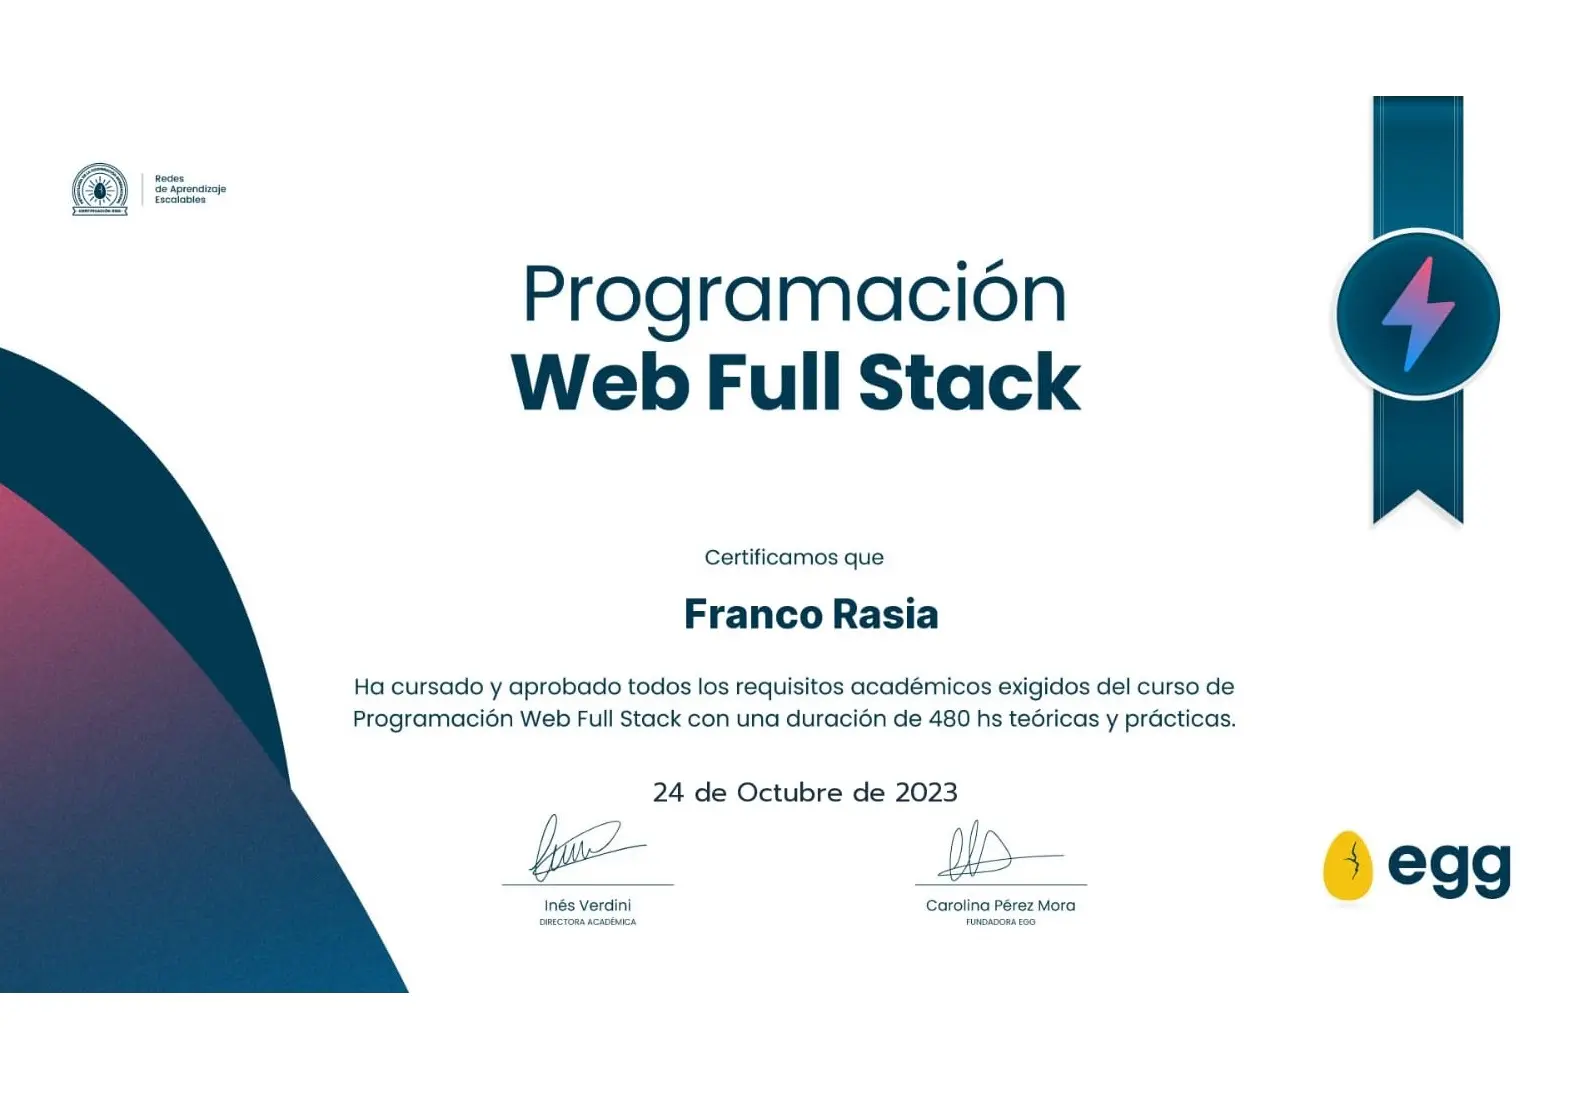 Redes
de Aprendizaje
Escalables
Programación
Web Full Stack
Certificamos que
Franco Rasia
Ha cursado y aprobado todos los requisitos académicos exigidos del curso de
Programación Web Full Stack con una duración de 480 hs teóricas y prácticas.
24 de Octubre de 2023
Inés Verdini
DIRECTORA ACADÉMICA
Carolina Pérez Mora
FUNDADORA EGG
egg